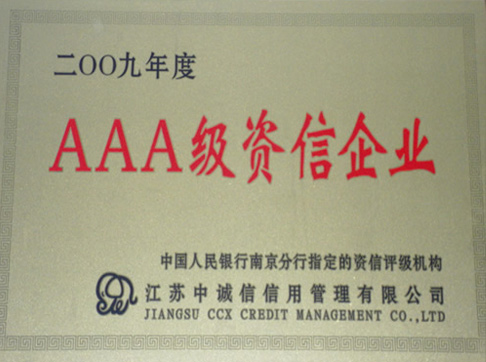 二〇〇九年度
AAA级资信企业
中国人民银行南京分行指定的资信评级机构
江苏中诚信信用管理有限公司
JIANGSU CCX CREDIT MANAGEMENT CO.,LTD